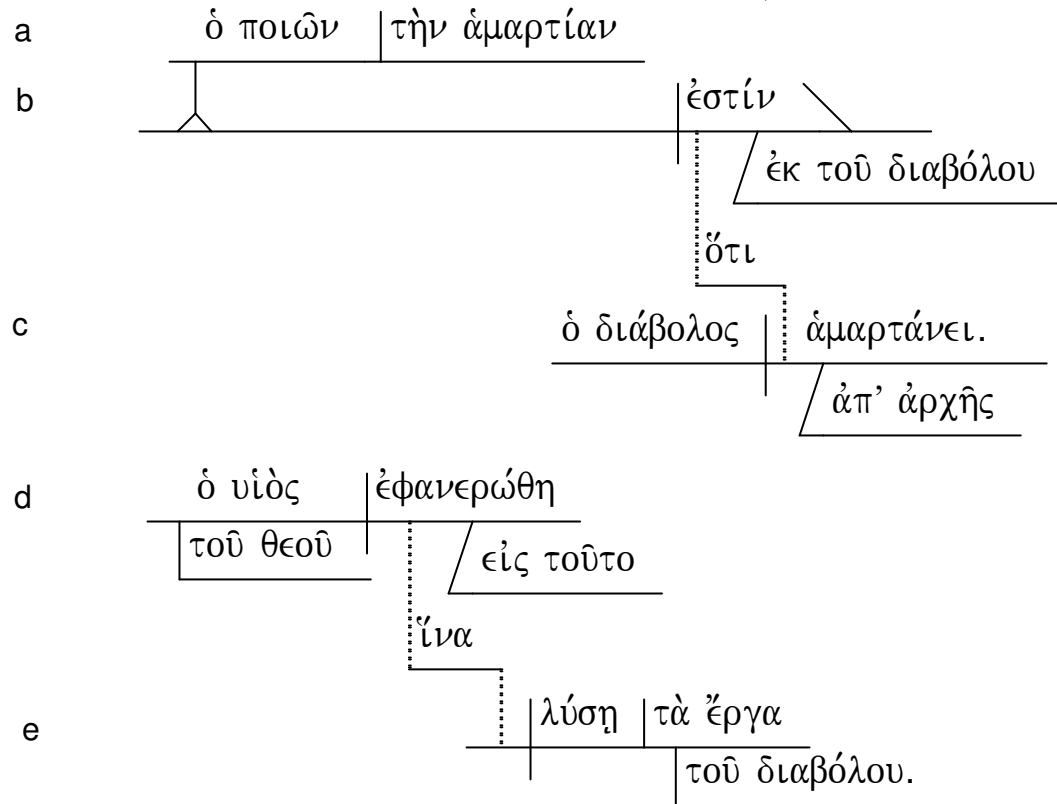 a ὁ ποιῶν τὴν ἁμαρτίαν
b ἐστίν
ἐκ τοῦ διαβόλου
ὅτι
c ὁ διάβολος ἁμαρτάνει.
ἀπ’ ἀρχῆς
d ὁ υἱὸς ἐφανερώθη
τοῦ θεοῦ εἰς τοῦτο
ἵνα
e λύσῃ τὰ ἔργα
τοῦ διαβόλου.